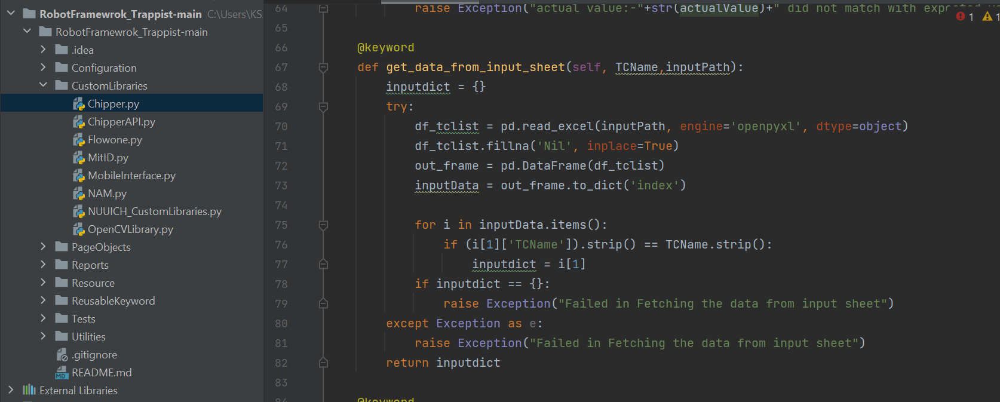 RobotFramewrok_Trappist-main C:\Users\KS
RobotFramewrok_Trappist-main
.idea
Configuration
CustomLibraries
Chipper.py
ChipperAPI.py
Flowone.py
MitID.py
MobileInterface.py
NAM.py
NUUICH_CustomLibraries.py
OpenCVLibrary.py
PageObjects
Reports
Resource
ReusableKeyword
Tests
Utilities
.gitignore
MD README.md
External Libraries
64 raise Exception("actual value:-"+str(actualValue)+" did not match with expected
1 1
65
66 @keyword
67 def get_data_from_input_sheet(self, TCName,inputPath):
68 inputdict = {}
69 try:
70 df_tclist = pd.read_excel(inputPath, engine='openpyxl', dtype=object)
71 df_tclist.fillna('Nil', inplace=True)
72 out_frame = pd.DataFrame(df_tclist)
73 inputData = out_frame.to_dict('index')
74
75 for i in inputData.items():
76 if (i[1]['TCName']).strip() == TCName.strip():
77 inputdict = i[1]
78 if inputdict == {}:
79 raise Exception("Failed in Fetching the data from input sheet")
80 except Exception as e:
81 raise Exception("Failed in Fetching the data from input sheet")
82 return inputdict
83
84 @keyword